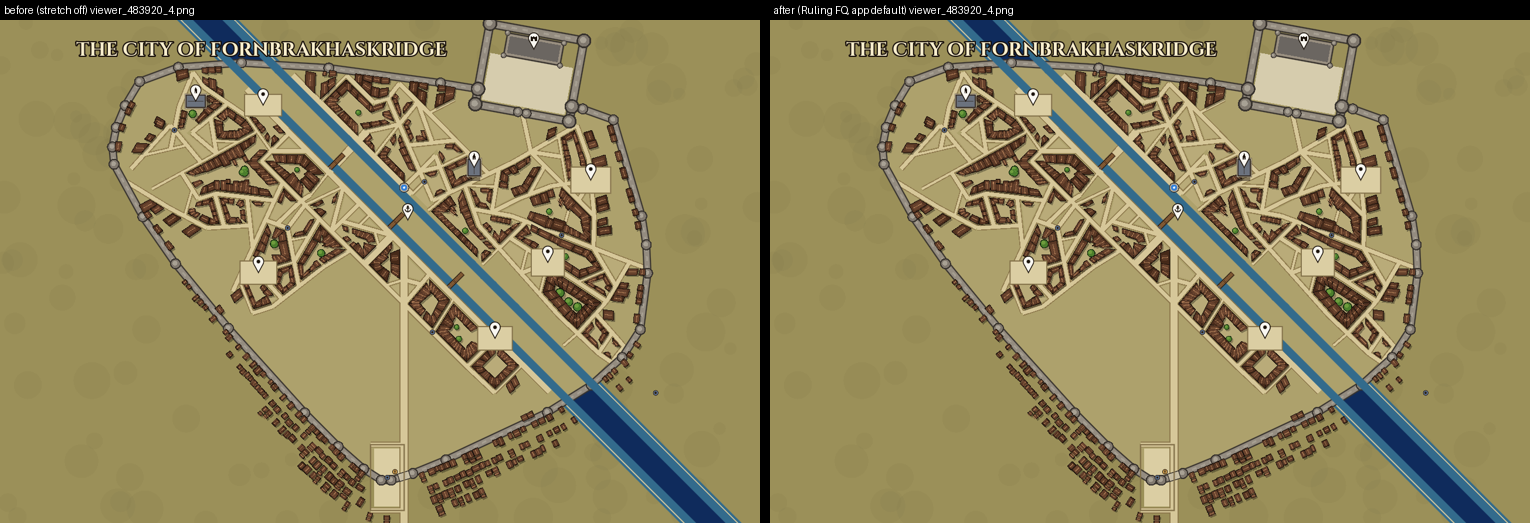 before (stretch off) viewer_483920_4.png
after (Ruling FQ, app default) viewer_483920_4.png
THE CITY OF FORNBRAKHASKRIDGE
THE CITY OF FORNBRAKHASKRIDGE